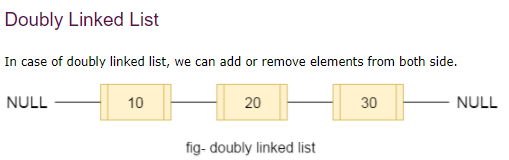 Doubly Linked List
In case of doubly linked list, we can add or remove elements from both side.
NULL 10 20 30 NULL
fig- doubly linked list